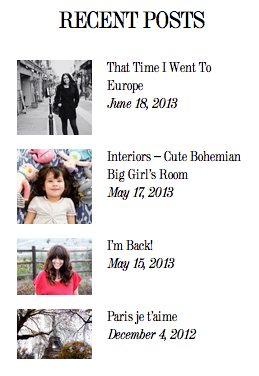 RECENT POSTS
That Time I Went To
Europe
June 18, 2013
Interiors – Cute Bohemian
Big Girl's Room
May 17, 2013
I'm Back!
May 15, 2013
Paris je t'aime
December 4, 2012